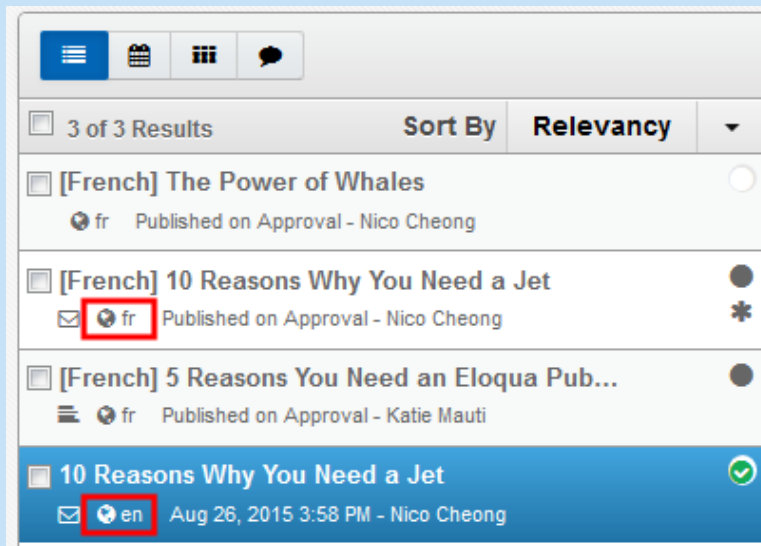 3 of 3 Results Sort By Relevancy
[French] The Power of Whales
fr Published on Approval - Nico Cheong
[French] 10 Reasons Why You Need a Jet
fr Published on Approval - Nico Cheong
[French] 5 Reasons You Need an Eloqua Pub...
fr Published on Approval - Katie Mauti
10 Reasons Why You Need a Jet
en Aug 26, 2015 3:58 PM - Nico Cheong